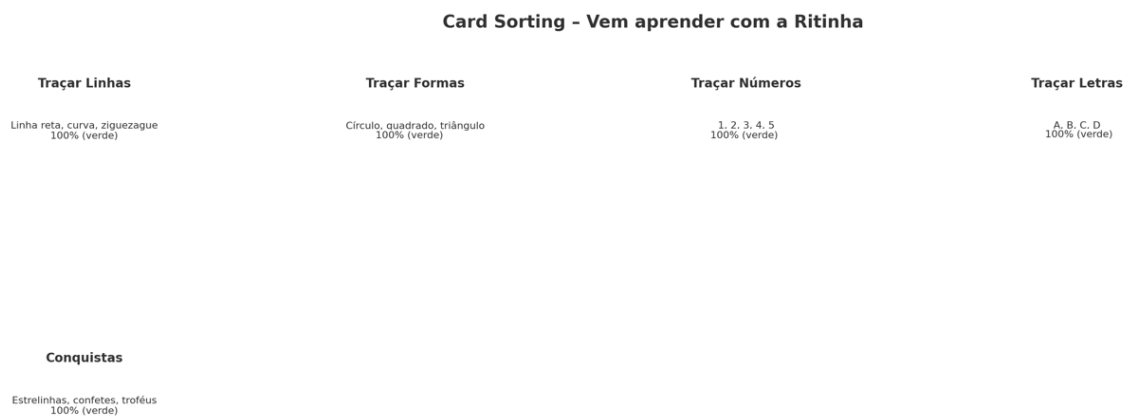 Card Sorting – Vem aprender com a Ritinha
Traçar Linhas
Linha reta, curva, ziguezague
100% (verde)
Traçar Formas
Círculo, quadrado, triângulo
100% (verde)
Traçar Números
1, 2, 3, 4, 5
100% (verde)
Traçar Letras
A, B, C, D
100% (verde)
Conquistas
Estrelinhas, confetes, troféus
100% (verde)